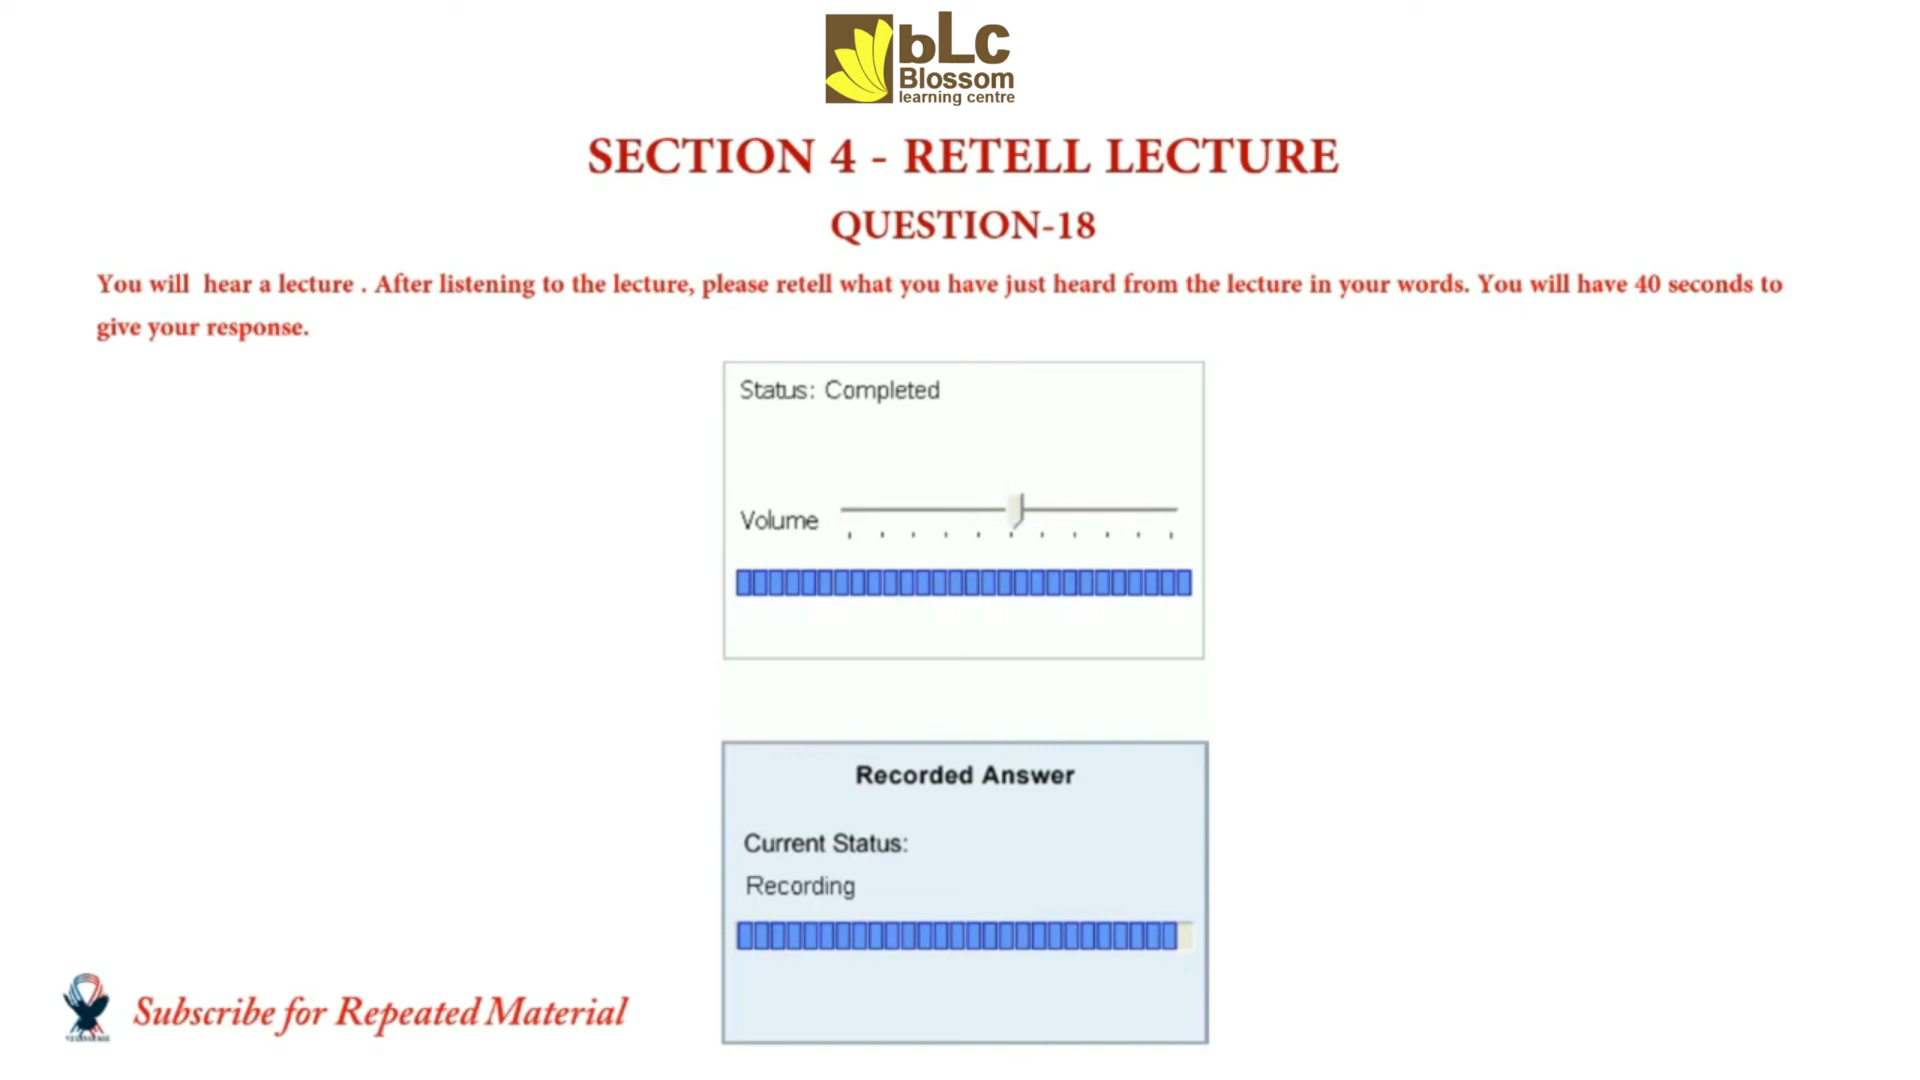 bLc
Blossom
learning centre
SECTION 4 - RETELL LECTURE
QUESTION-18
You will hear a lecture . After listening to the lecture, please retell what you have just heard from the lecture in your words. You will have 40 seconds to
give your response.
Status: Completed
Volume
Recorded Answer
Current Status:
Recording
Subscribe for Repeated Material